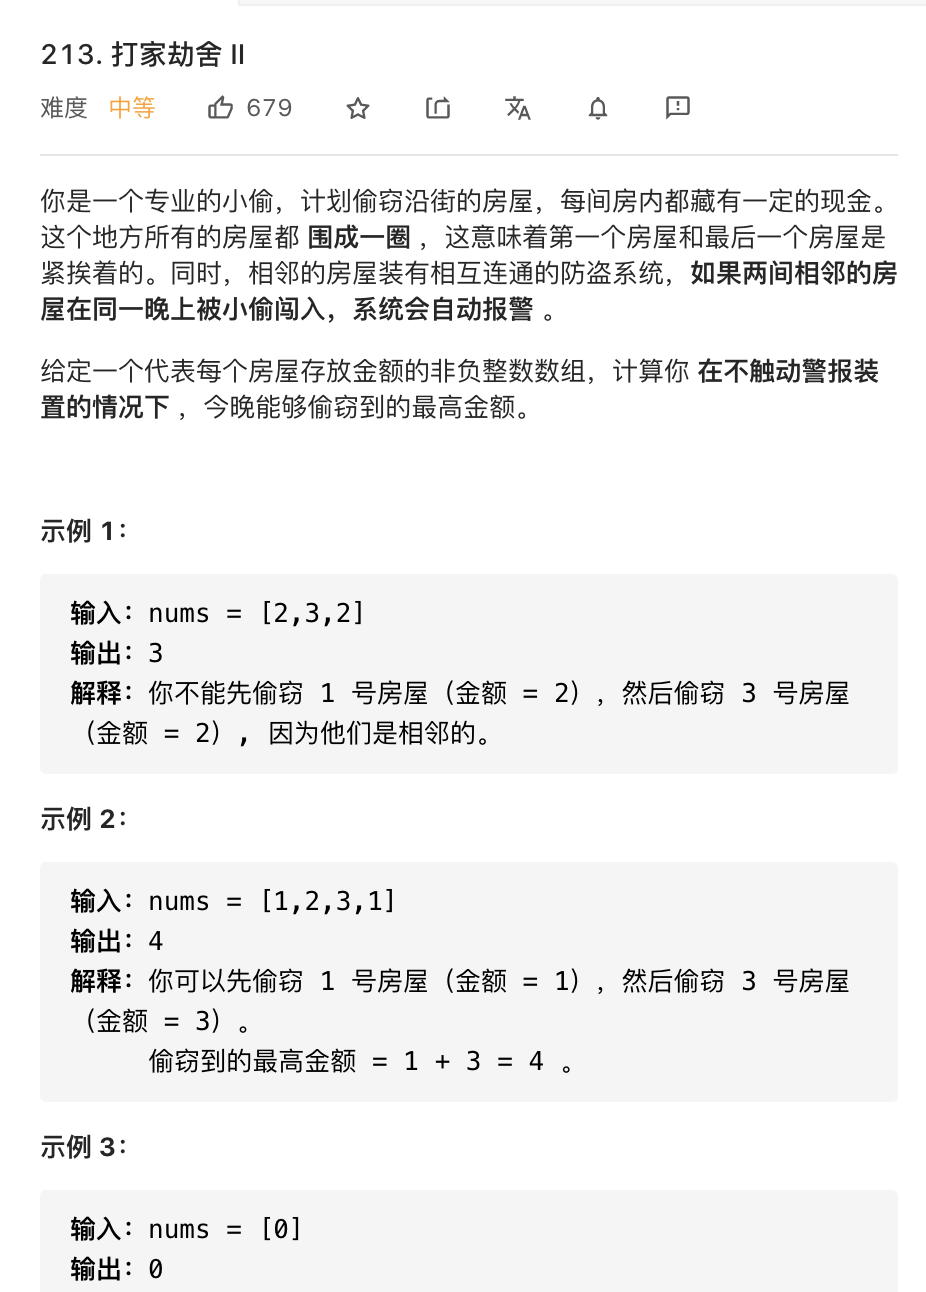 213. 打家劫舍 II
难度 中等 679
你是一个专业的小偷，计划偷窃沿街的房屋，每间房内都藏有一定的现金。
这个地方所有的房屋都 围成一圈 ，这意味着第一个房屋和最后一个房屋是
紧挨着的。同时，相邻的房屋装有相互连通的防盗系统，如果两间相邻的房
屋在同一晚上被小偷闯入，系统会自动报警 。
给定一个代表每个房屋存放金额的非负整数数组，计算你 在不触动警报装
置的情况下 ，今晚能够偷窃到的最高金额。
示例 1：
输入：nums = [2,3,2]
输出：3
解释：你不能先偷窃 1 号房屋（金额 = 2），然后偷窃 3 号房屋
（金额 = 2）, 因为他们是相邻的。
示例 2：
输入：nums = [1,2,3,1]
输出：4
解释：你可以先偷窃 1 号房屋（金额 = 1），然后偷窃 3 号房屋
（金额 = 3）。
偷窃到的最高金额 = 1 + 3 = 4 。
示例 3：
输入：nums = [0]
输出：0